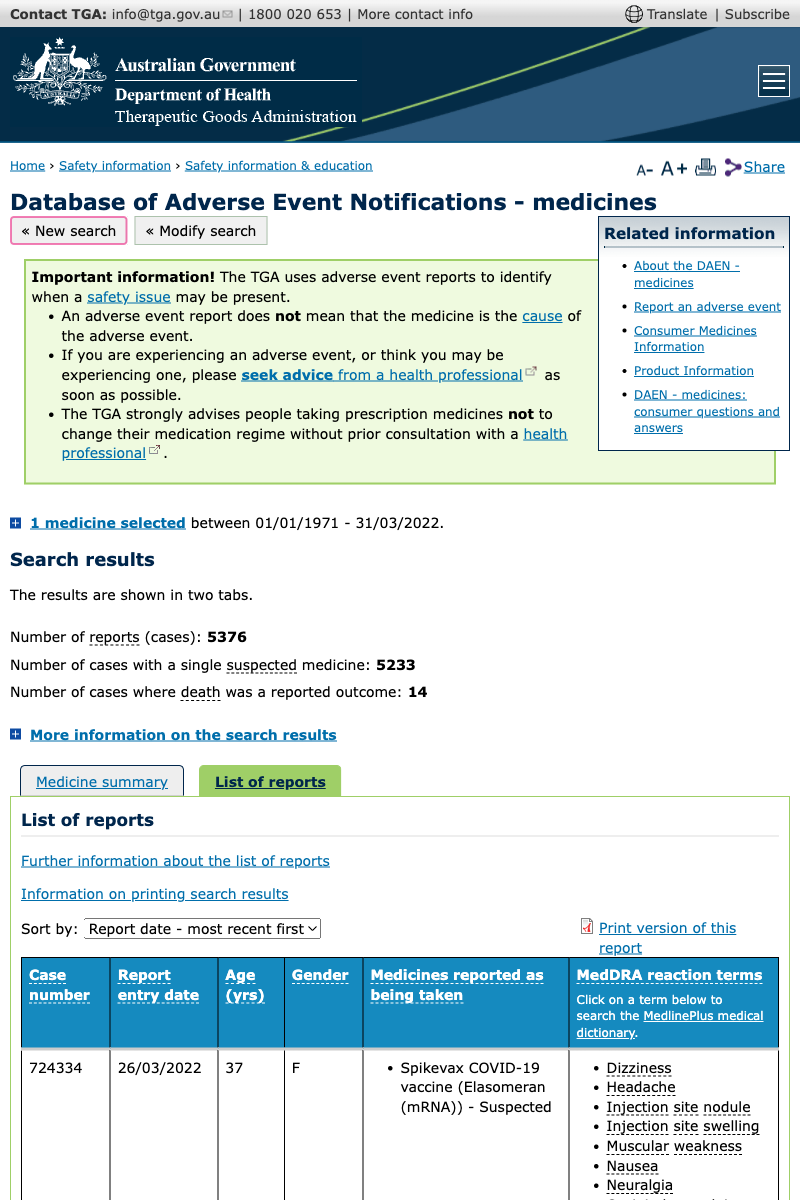 Contact TGA: info@tga.gov.au | 1800 020 653 | More contact info
Translate | Subscribe
Australian Government
Department of Health
Therapeutic Goods Administration
Home › Safety information › Safety information & education
A- A+ Share
Database of Adverse Event Notifications - medicines
« New search
« Modify search
Related information
• About the DAEN -
medicines
• Report an adverse event
• Consumer Medicines
Information
• Product Information
• DAEN - medicines:
consumer questions and
answers
Important information! The TGA uses adverse event reports to identify
when a safety issue may be present.
• An adverse event report does not mean that the medicine is the cause of
the adverse event.
• If you are experiencing an adverse event, or think you may be
experiencing one, please seek advice from a health professional as
soon as possible.
• The TGA strongly advises people taking prescription medicines not to
change their medication regime without prior consultation with a health
professional.
1 medicine selected between 01/01/1971 - 31/03/2022.
Search results
The results are shown in two tabs.
Number of reports (cases): 5376
Number of cases with a single suspected medicine: 5233
Number of cases where death was a reported outcome: 14
More information on the search results
Medicine summary
List of reports
List of reports
Further information about the list of reports
Information on printing search results
Sort by: Report date - most recent first
Print version of this
report
Case
number
Report
entry date
Age
(yrs)
Gender
Medicines reported as
being taken
MedDRA reaction terms
Click on a term below to
search the MedlinePlus medical
dictionary.
724334
26/03/2022
37
F
• Spikevax COVID-19
vaccine (Elasomeran
(mRNA)) - Suspected
• Dizziness
• Headache
• Injection site nodule
• Injection site swelling
• Muscular weakness
• Nausea
• Neuralgia